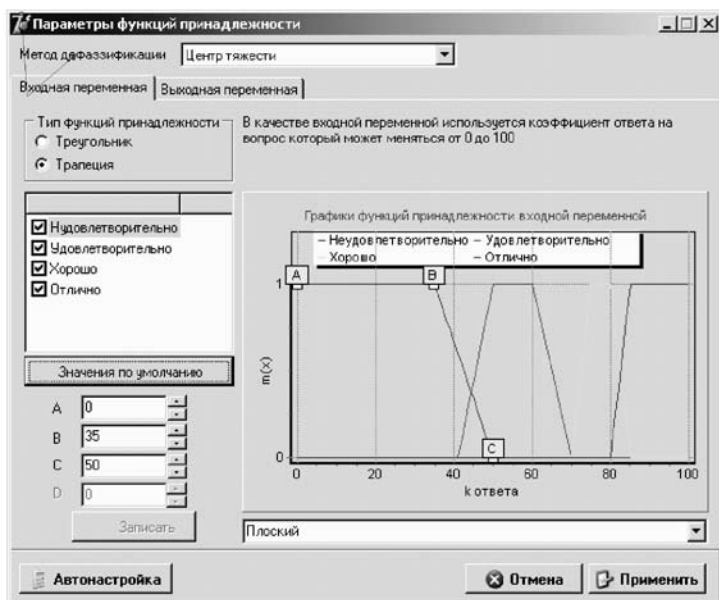 Параметры функций принадлежности
Метод дефаззификации Центр тяжести
Входная переменная Выходная переменная
Тип функций принадлежности
Треугольник
Трапеция
В качестве входной переменной используется коэффициент ответа на
вопрос который может меняться от 0 до 100
Нудовлетворительно
Удовлетворительно
Хорошо
Отлично
Значения по умолчанию
A 0
B 35
C 50
D 0
Записать
Графики функций принадлежности входной переменной
Неудовлетворительно – Удовлетворительно
Хорошо – Отлично
A B
1
m(x)
C
0
0 20 40 60 80 100
k ответа
Плоский
Автонастройка Отмена Применить